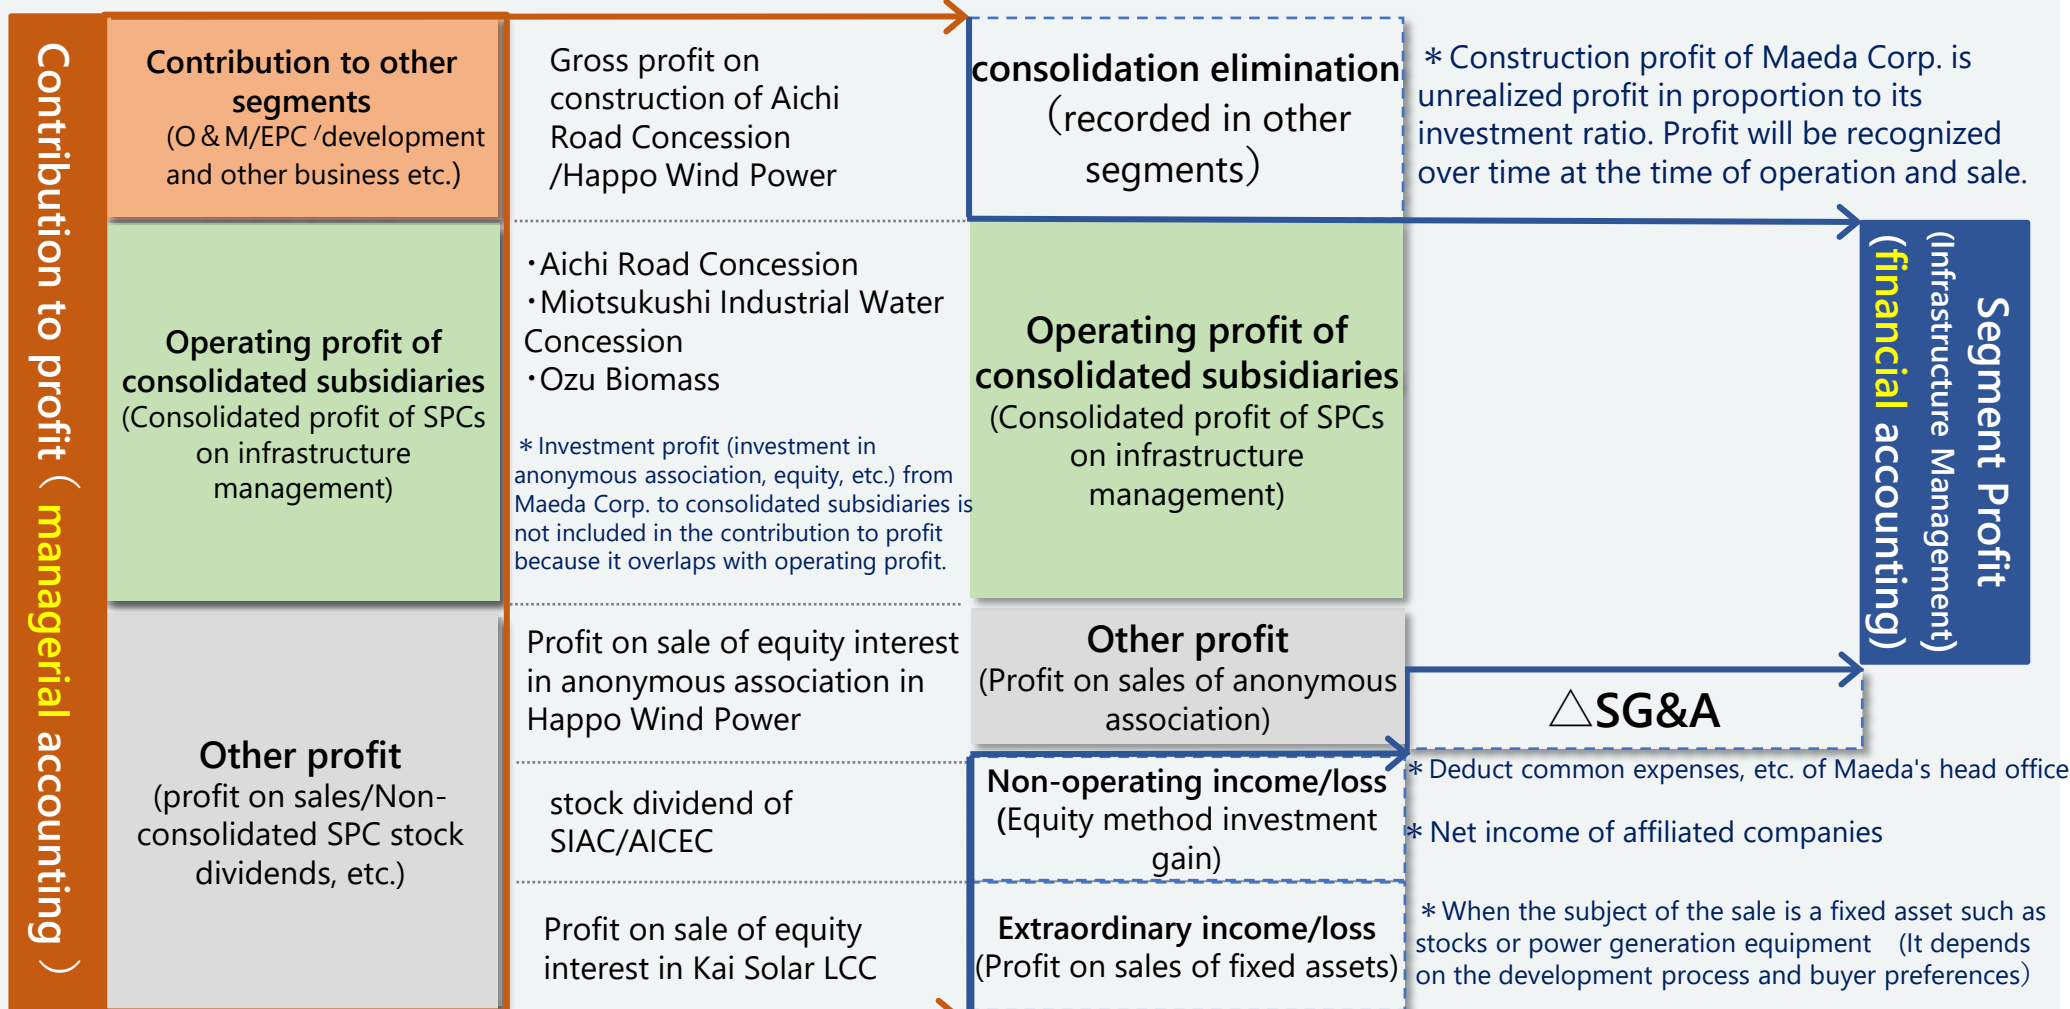 Contribution to profit（ managerial accounting ）
Contribution to other
segments
(O＆M/EPC /development
and other business etc.)
Gross profit on
construction of Aichi
Road Concession
/Happo Wind Power
consolidation elimination
（recorded in other
segments）
＊Construction profit of Maeda Corp. is
unrealized profit in proportion to its
investment ratio. Profit will be recognized
over time at the time of operation and sale.
Operating profit of
consolidated subsidiaries
(Consolidated profit of SPCs
on infrastructure
management)
・Aichi Road Concession
・Miotsukushi Industrial Water
Concession
・Ozu Biomass
＊Investment profit (investment in
anonymous association, equity, etc.) from
Maeda Corp. to consolidated subsidiaries is
not included in the contribution to profit
because it overlaps with operating profit.
Operating profit of
consolidated subsidiaries
(Consolidated profit of SPCs
on infrastructure
management)
Segment Profit
(Infrastructure Management)
(financial accounting)
Other profit
(profit on sales/Non-
consolidated SPC stock
dividends, etc.)
Profit on sale of equity interest
in anonymous association in
Happo Wind Power
Other profit
(Profit on sales of anonymous
association)
△SG&A
＊Deduct common expenses, etc. of Maeda's head office
stock dividend of
SIAC/AICEC
Non-operating income/loss
(Equity method investment
gain)
＊Net income of affiliated companies
Profit on sale of equity
interest in Kai Solar LCC
Extraordinary income/loss
(Profit on sales of fixed assets)
＊When the subject of the sale is a fixed asset such as
stocks or power generation equipment （It depends
on the development process and buyer preferences）